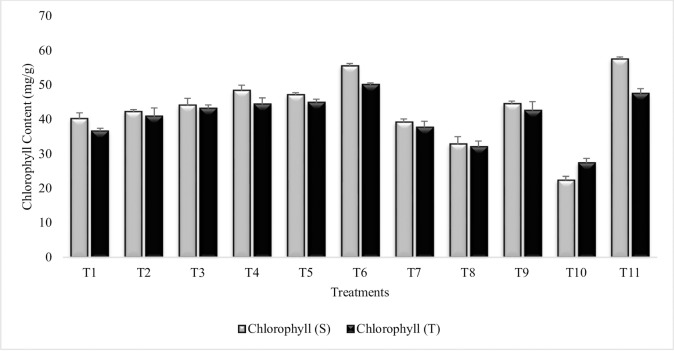 70
60
50
40
30
20
10
0
Chlorophyll Content (mg/g)
T1 T2 T3 T4 T5 T6 T7 T8 T9 T10 T11
Treatments
Chlorophyll (S) Chlorophyll (T)